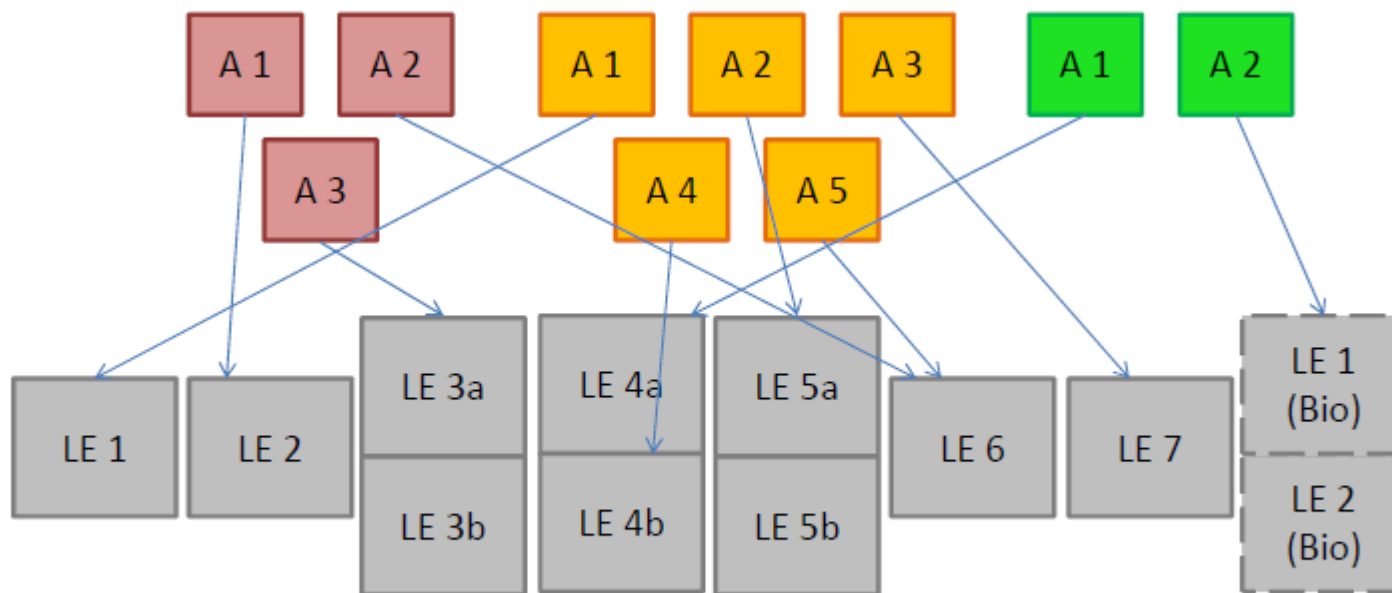 A 1
A 2
A 1
A 2
A 3
A 1
A 2
A 3
A 4
A 5
LE 1
LE 2
LE 3a
LE 3b
LE 4a
LE 4b
LE 5a
LE 5b
LE 6
LE 7
LE 1
(Bio)
LE 2
(Bio)